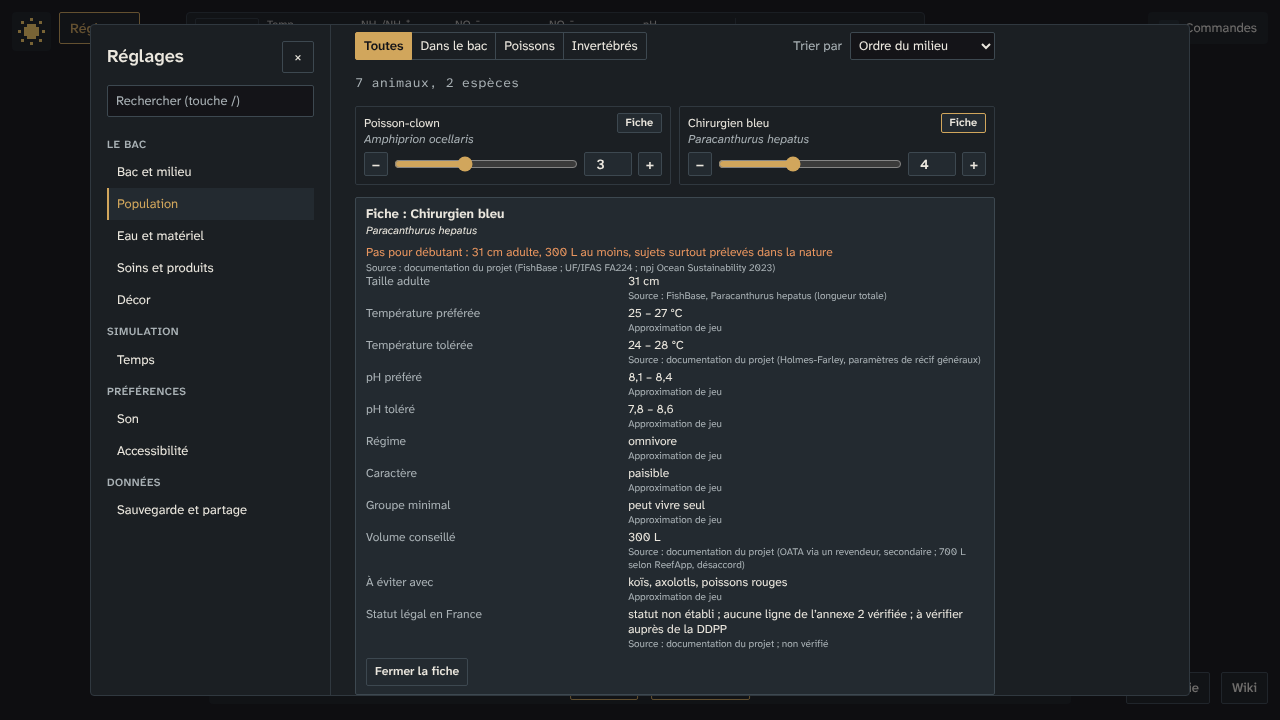 Commandes
Réglages
×
Rechercher (touche /)
LE BAC
Bac et milieu
Population
Eau et matériel
Soins et produits
Décor
SIMULATION
Temps
PRÉFÉRENCES
Son
Accessibilité
DONNÉES
Sauvegarde et partage
Toutes
Dans le bac
Poissons
Invertébrés
Trier par
Ordre du milieu
7 animaux, 2 espèces
Poisson-clown
Fiche
Amphiprion ocellaris
−
3
+
Chirurgien bleu
Fiche
Paracanthurus hepatus
−
4
+
Fiche : Chirurgien bleu
Paracanthurus hepatus
Pas pour débutant : 31 cm adulte, 300 L au moins, sujets surtout prélevés dans la nature
Source : documentation du projet (FishBase ; UF/IFAS FA224 ; npj Ocean Sustainability 2023)
Taille adulte
31 cm
Source : FishBase, Paracanthurus hepatus (longueur totale)
Température préférée
25 – 27 °C
Approximation de jeu
Température tolérée
24 – 28 °C
Source : documentation du projet (Holmes-Farley, paramètres de récif généraux)
pH préféré
8,1 – 8,4
Approximation de jeu
pH toléré
7,8 – 8,6
Approximation de jeu
Régime
omnivore
Approximation de jeu
Caractère
paisible
Approximation de jeu
Groupe minimal
peut vivre seul
Approximation de jeu
Volume conseillé
300 L
Source : documentation du projet (OATA via un revendeur, secondaire ; 700 L
selon ReefApp, désaccord)
À éviter avec
koïs, axolotls, poissons rouges
Approximation de jeu
Statut légal en France
statut non établi ; aucune ligne de l'annexe 2 vérifiée ; à vérifier
auprès de la DDPP
Source : documentation du projet ; non vérifié
Fermer la fiche
Wiki